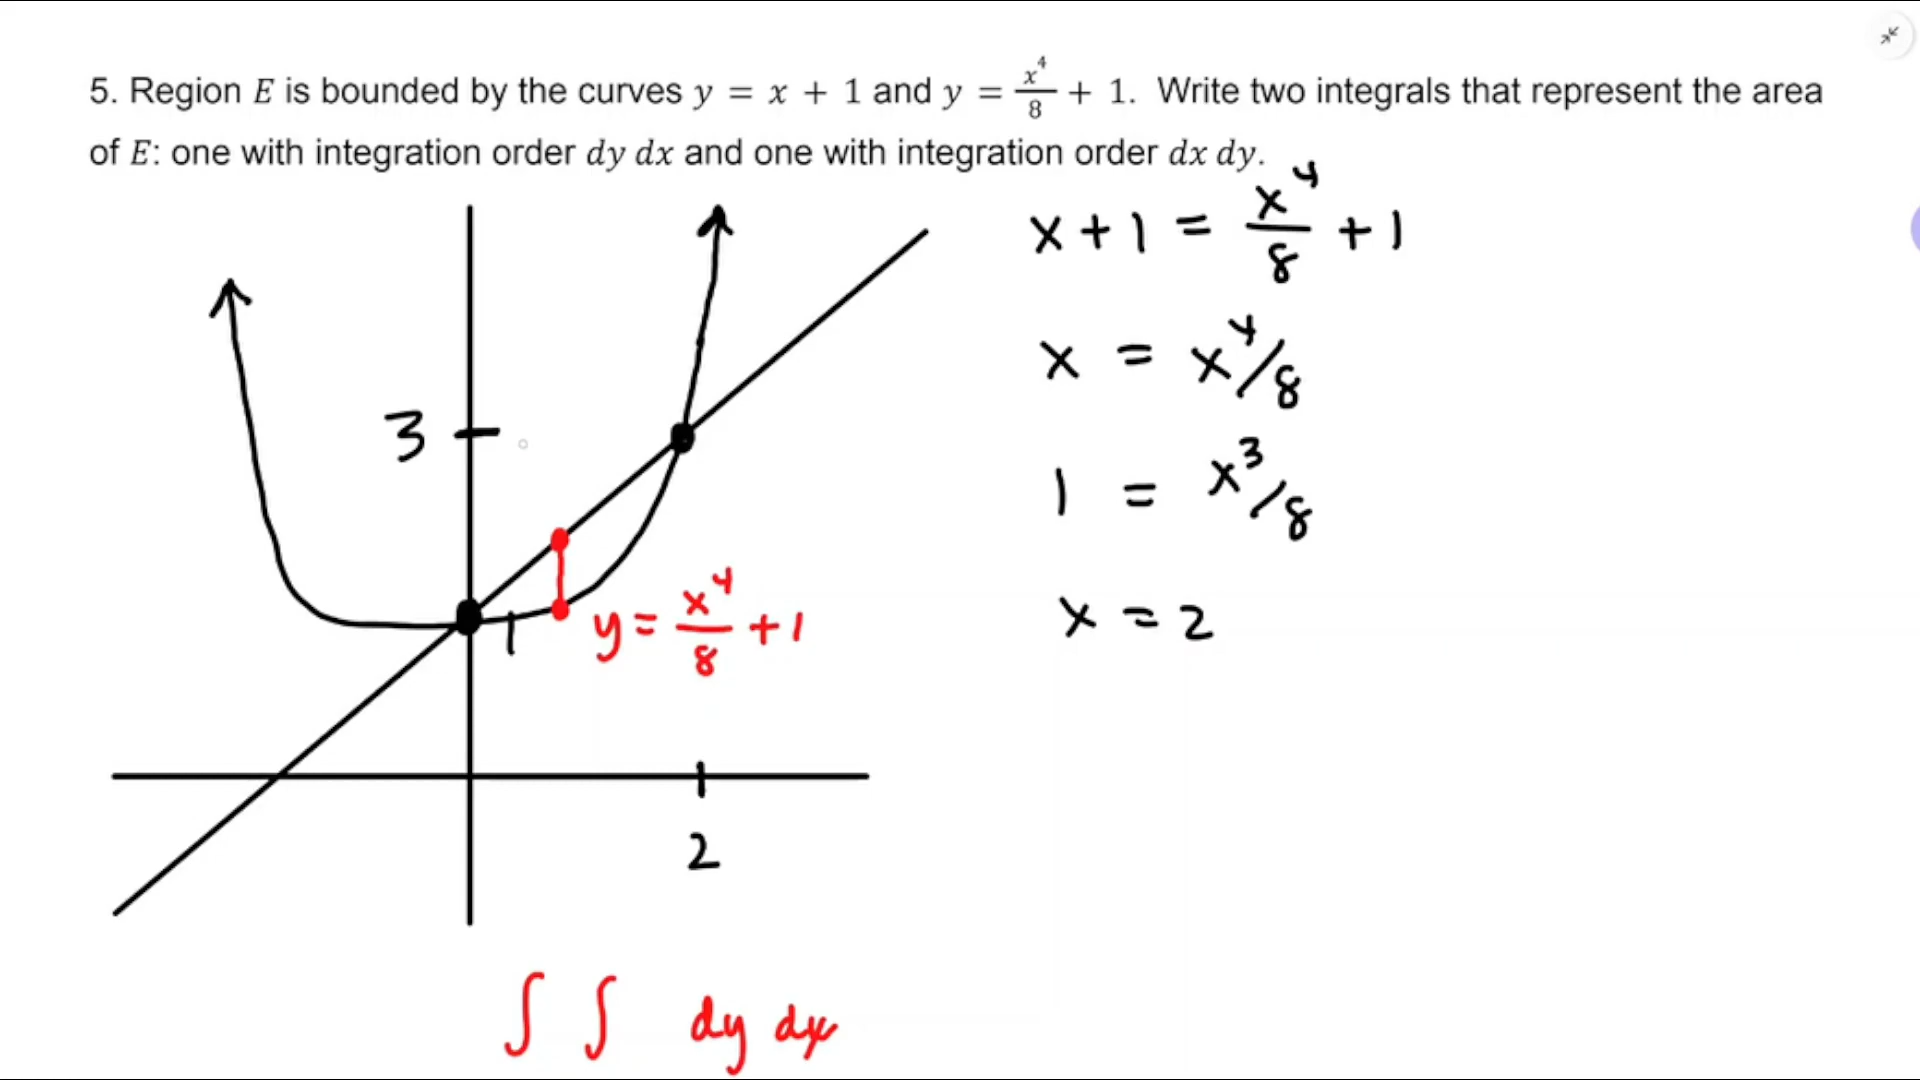 5. Region E is bounded by the curves y = x + 1 and y = x⁴/8 + 1. Write two integrals that represent the area
of E: one with integration order dy dx and one with integration order dx dy.
x + 1 = x⁴/8 + 1
x = x⁴/8
3
1 = x³/8
1
y = x⁴/8 + 1
x = 2
2
∫ ∫ dy dx